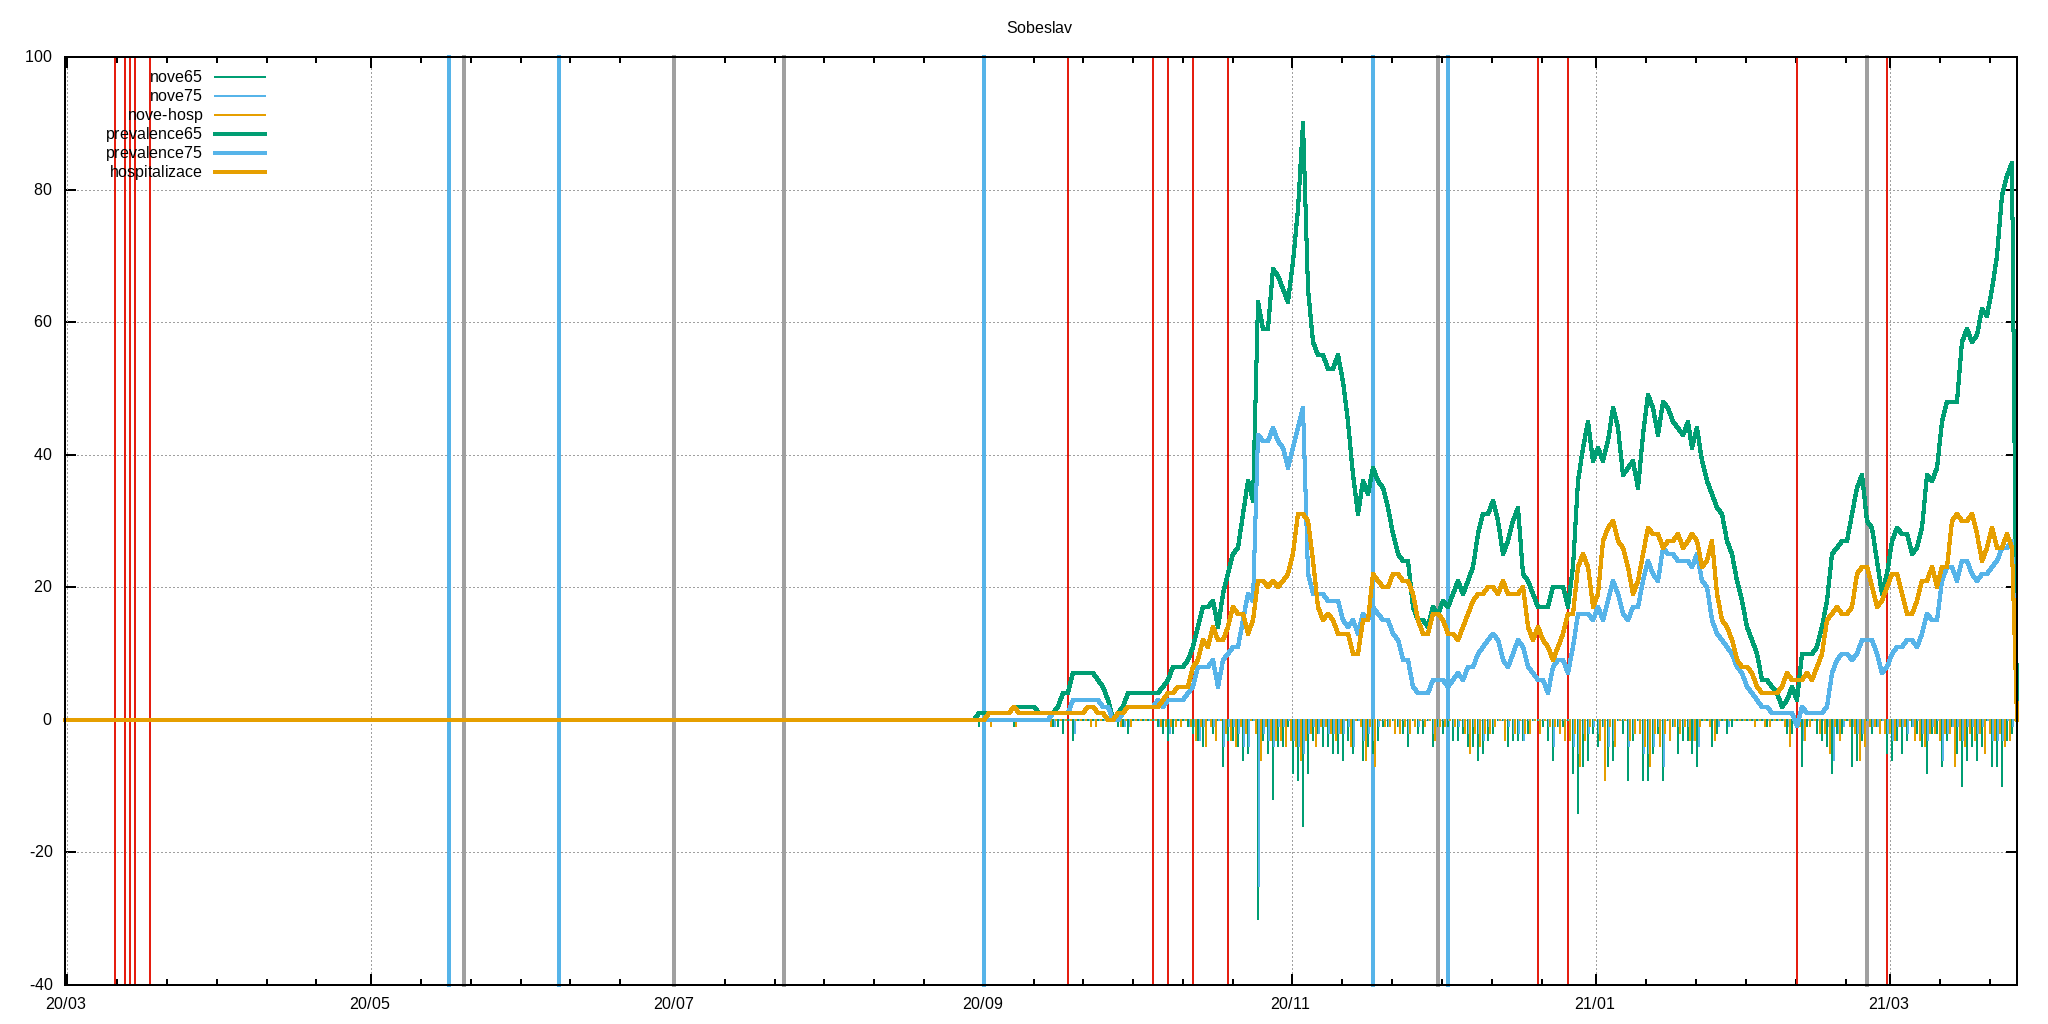 Sobeslav
100
80
60
40
20
0
-20
-40
nove65
nove75
nove-hosp
prevalence65
prevalence75
hospitalizace
20/03 20/05 20/07 20/09 20/11 21/01 21/03